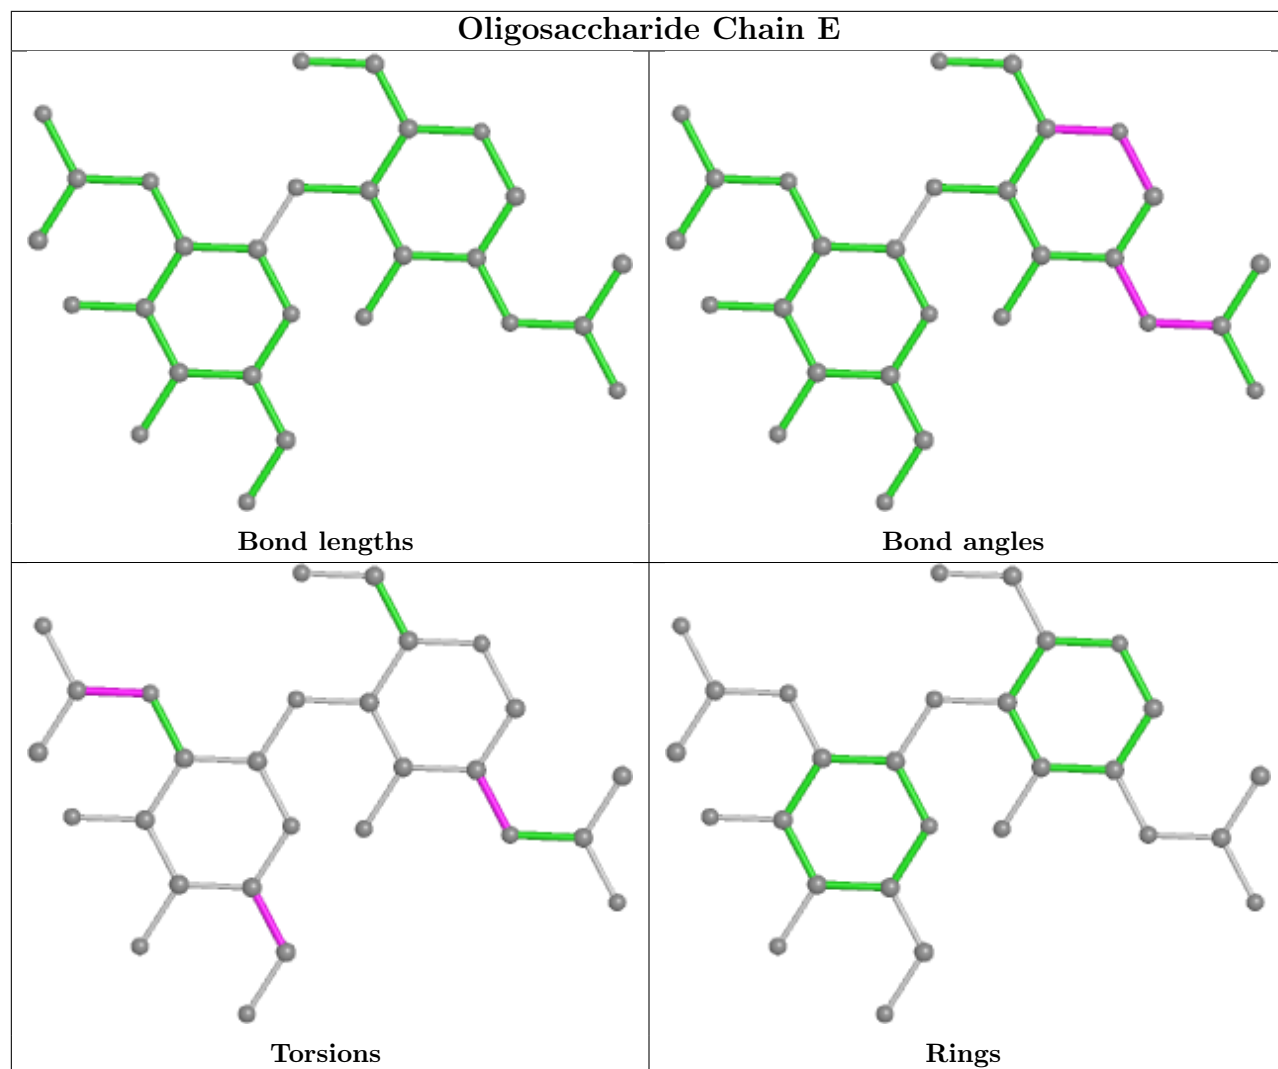 Oligosaccharide Chain E
Bond lengths
Bond angles
Torsions
Rings